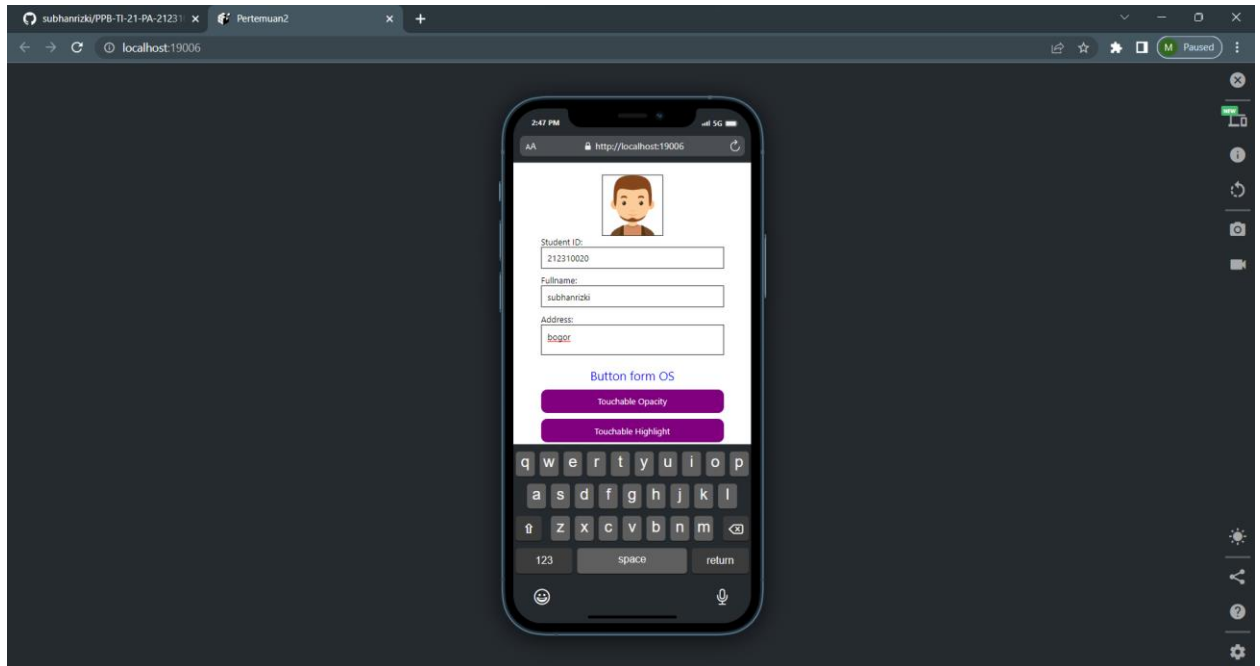 subhanrizki/PPB-TI-21-PA-21231
Pertemuan2
localhost:19006
M Paused
NEW
2:47 PM
5G
AA http://localhost:19006
Student ID:
212310020
Fullname:
subhanrizki
Address:
bogor
Button form OS
Touchable Opacity
Touchable Highlight
q w e r t y u i o p
a s d f g h j k l
z x c v b n m
123 space return